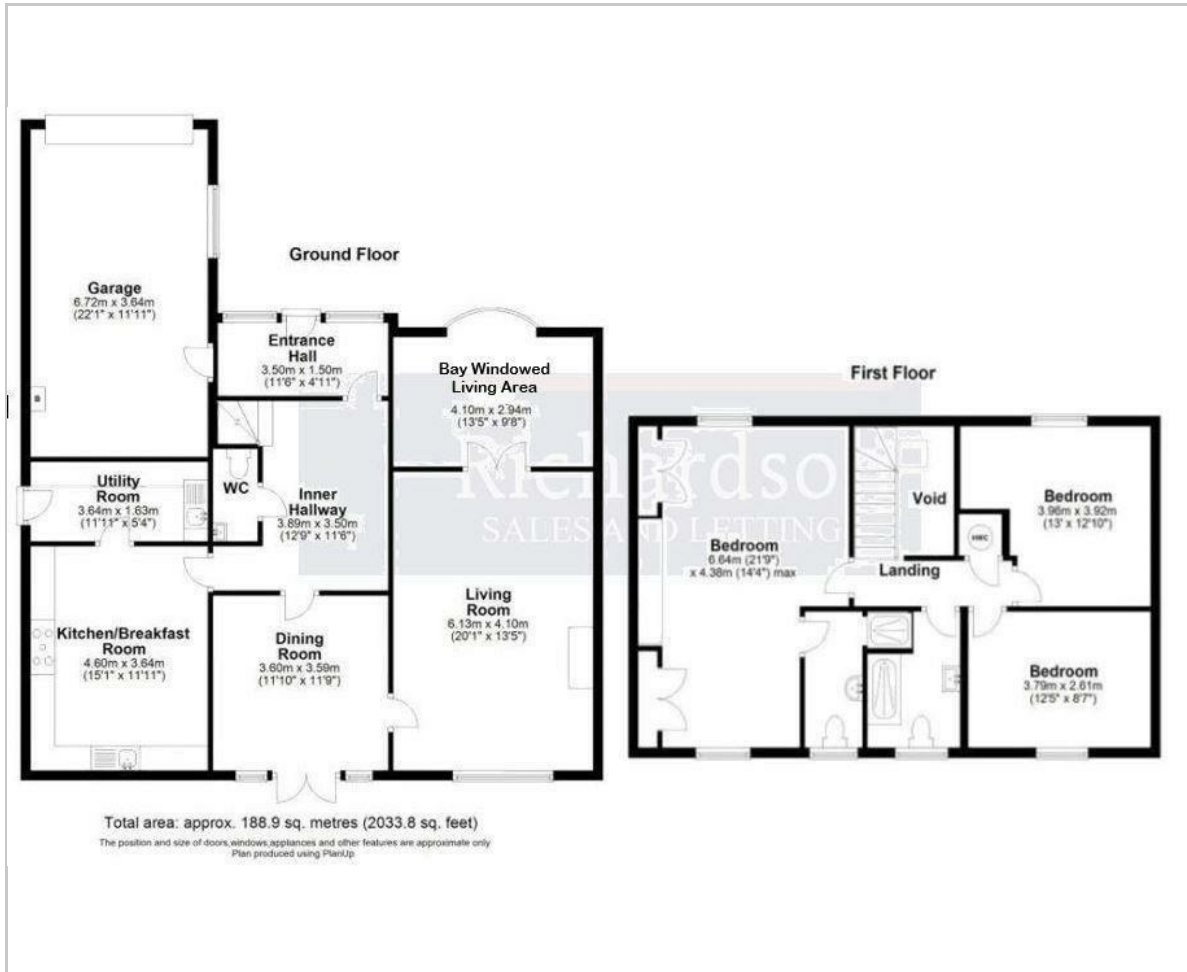 Ground Floor
Garage
6.72m x 3.64m
(22'1" x 11'11")
Entrance
Hall
3.50m x 1.50m
(11'6" x 4'11")
Bay Windowed
Living Area
4.10m x 2.94m
(13'5" x 9'8")
Utility
Room
3.64m x 1.63m
(11'11" x 5'4")
WC
Inner
Hallway
3.89m x 3.50m
(12'9" x 11'6")
Kitchen/Breakfast
Room
4.60m x 3.64m
(15'1" x 11'11")
Dining
Room
3.60m x 3.59m
(11'10" x 11'9")
Living
Room
6.13m x 4.10m
(20'1" x 13'5")
First Floor
Bedroom
6.64m (21'9")
x 4.38m (14'4") max
Void
Landing
HWC
Bedroom
3.96m x 3.92m
(13' x 12'10")
Bedroom
3.79m x 2.61m
(12'5" x 8'7")
Richardso
SALES AND LETTING
Total area: approx. 188.9 sq. metres (2033.8 sq. feet)
The position and size of doors,windows,appliances and other features are approximate only
Plan produced using PlanUp